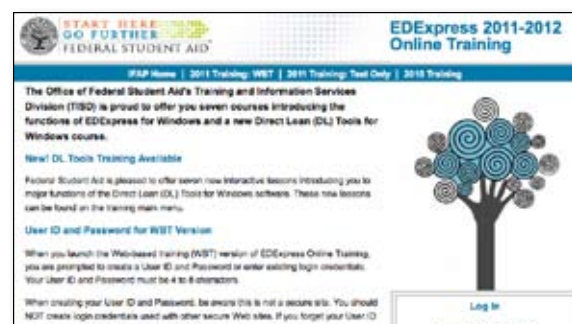 START HERE
GO FURTHER
FEDERAL STUDENT AID
EDExpress 2011-2012
Online Training
IFAP Home | 2011 Training: WBT | 2011 Training: Text Only | 2010 Training
The Office of Federal Student Aid's Training and Information Services
Division (TISD) is proud to offer you seven courses introducing the
functions of EDExpress for Windows and a new Direct Loan (DL) Tools for
Windows course.
New! DL Tools Training Available
Federal Student Aid is pleased to offer seven new interactive lessons introducing you to
major functions of the Direct Loan (DL) Tools for Windows software. These new lessons
can be found on the training main menu.
User ID and Password for WBT Version
When you launch the Web-based training (WBT) version of EDExpress Online Training,
you are prompted to create a User ID and Password or enter existing login credentials.
Your User ID and Password must be 4 to 8 characters.
When creating your User ID and Password, be aware this is not a secure site. You should
NOT create login credentials used with other secure Web sites. If you forget your User ID
Log In